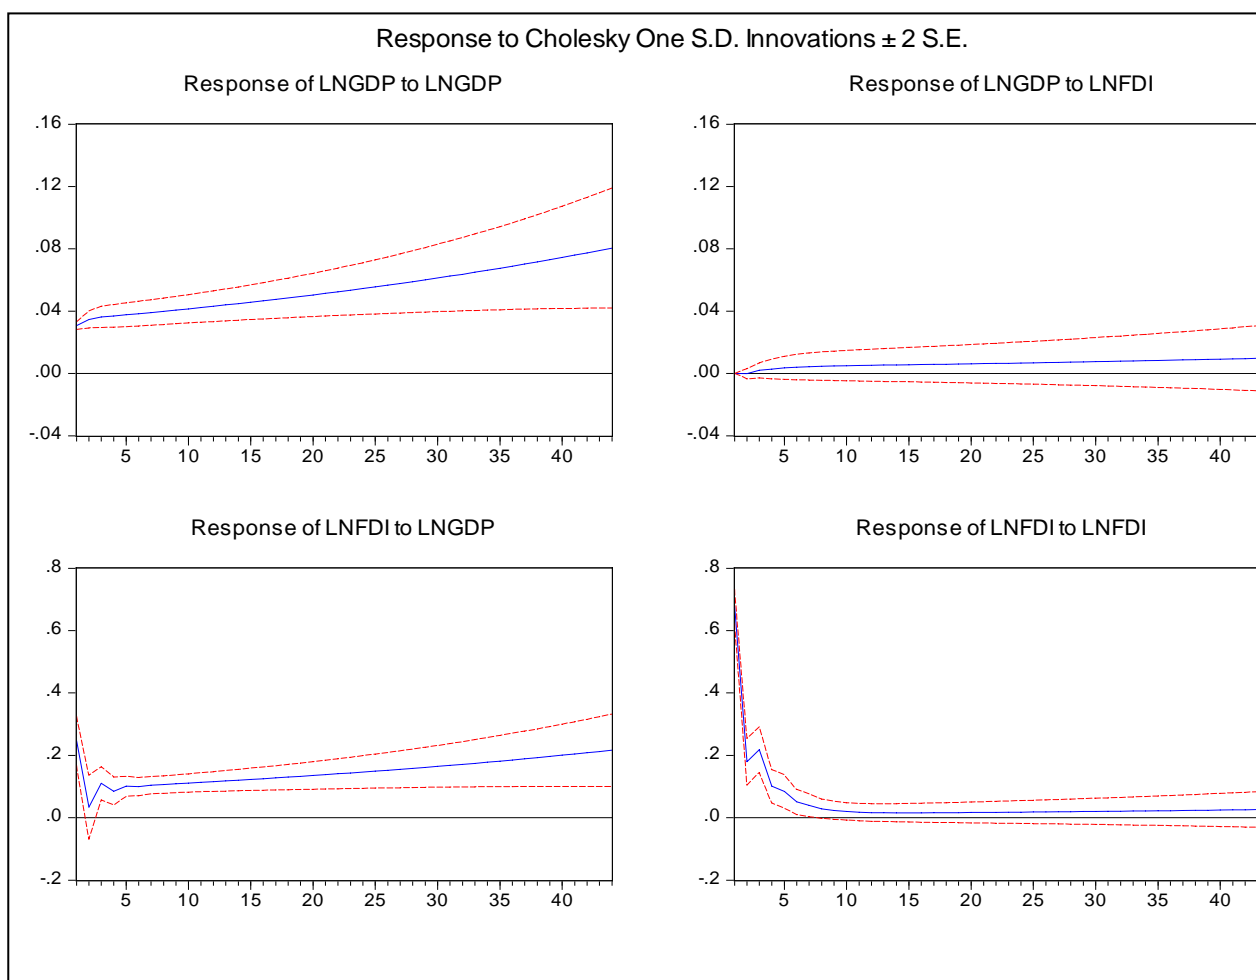 Response to Cholesky One S.D. Innovations ± 2 S.E.
Response of LNGDP to LNGDP
.16
.12
.08
.04
.00
-.04
5 10 15 20 25 30 35 40
Response of LNGDP to LNFDI
.16
.12
.08
.04
.00
-.04
5 10 15 20 25 30 35 40
Response of LNFDI to LNGDP
.8
.6
.4
.2
.0
-.2
5 10 15 20 25 30 35 40
Response of LNFDI to LNFDI
.8
.6
.4
.2
.0
-.2
5 10 15 20 25 30 35 40